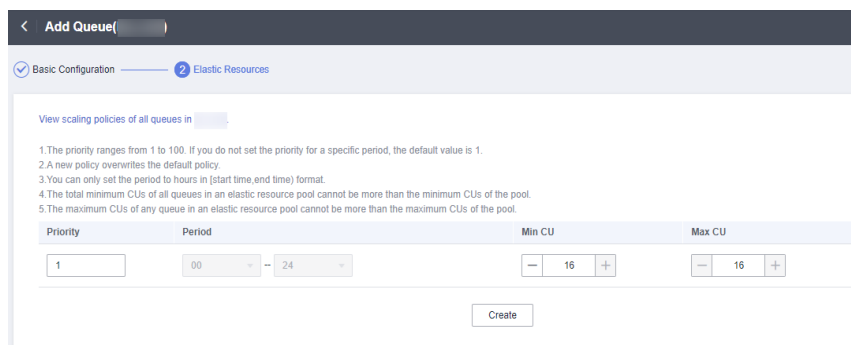 Add Queue( )
Basic Configuration 2 Elastic Resources
View scaling policies of all queues in .
1.The priority ranges from 1 to 100. If you do not set the priority for a specific period, the default value is 1.
2.A new policy overwrites the default policy.
3.You can only set the period to hours in [start time,end time) format.
4.The total minimum CUs of all queues in an elastic resource pool cannot be more than the minimum CUs of the pool.
5.The maximum CUs of any queue in an elastic resource pool cannot be more than the maximum CUs of the pool.
Priority Period Min CU Max CU
1 00 -- 24 — 16 + — 16 +
Create